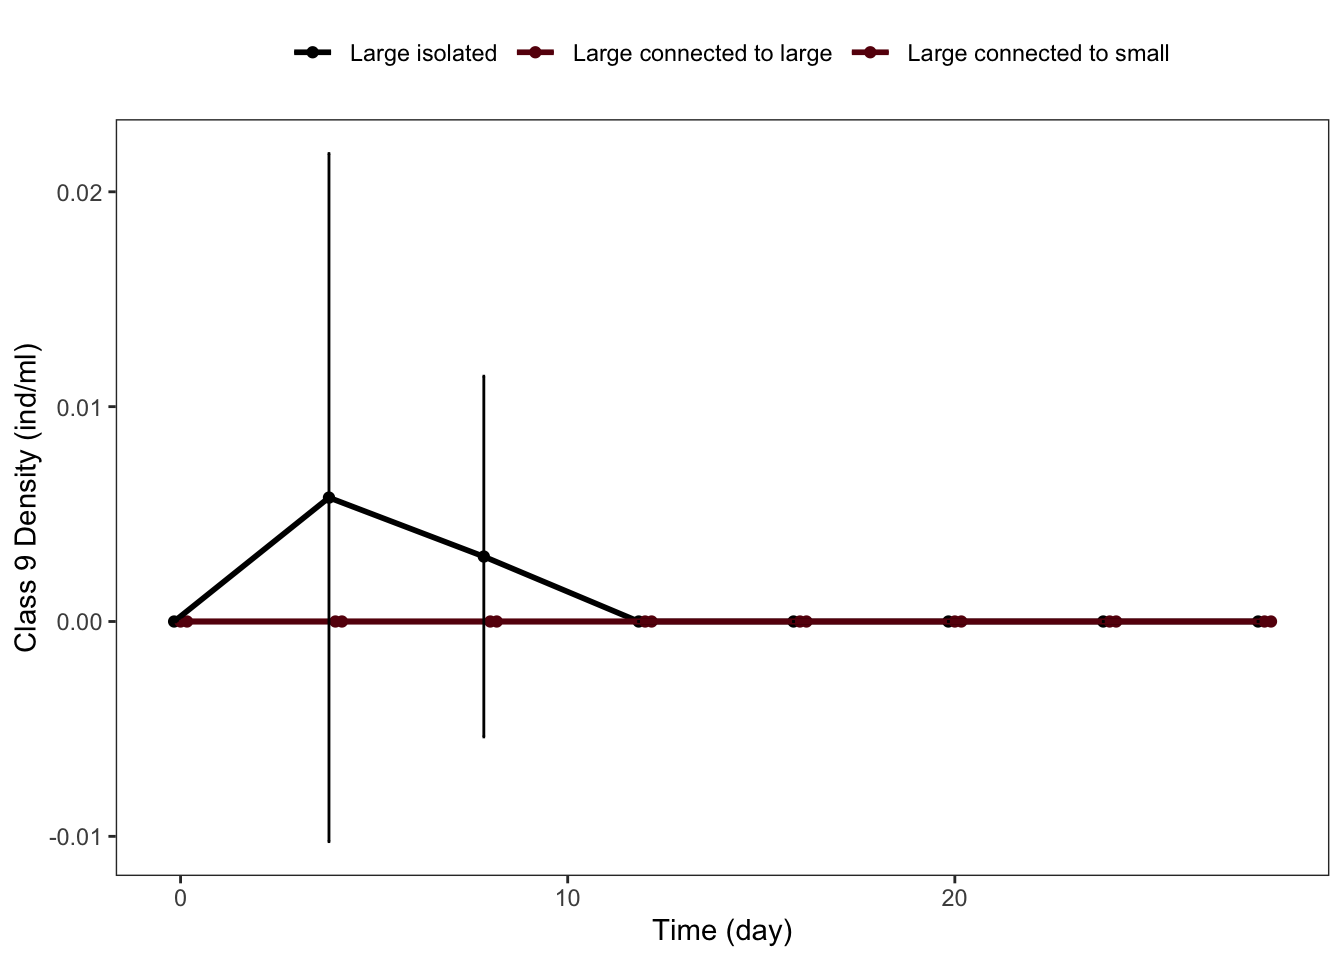 Large isolated Large connected to large Large connected to small
0.02
0.01
0.00
-0.01
Class 9 Density (ind/ml)
0 10 20
Time (day)